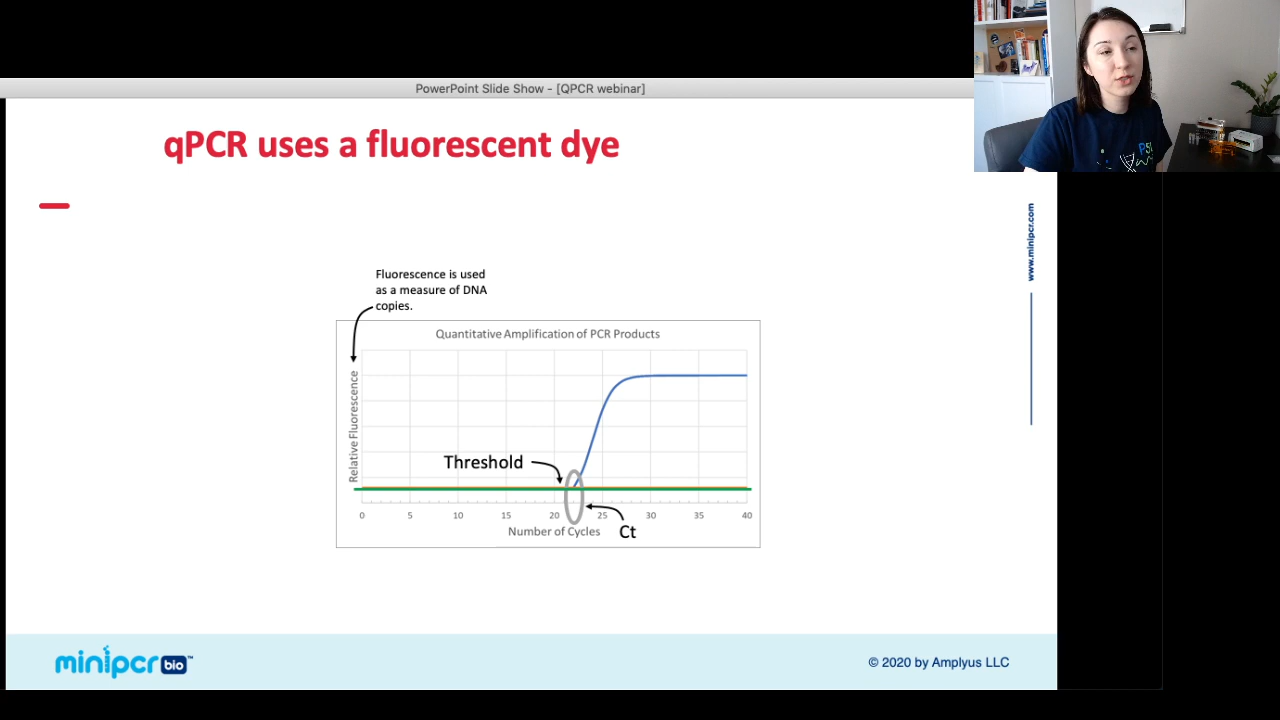 PowerPoint Slide Show - [QPCR webinar]
qPCR uses a fluorescent dye
www.minipcr.com
Fluorescence is used
as a measure of DNA
copies.
Quantitative Amplification of PCR Products
Relative Fluorescence
Threshold
0 5 10 15 20 25 30 35 40
Number of Cycles
Ct
minipcr bio™
© 2020 by Amplyus LLC